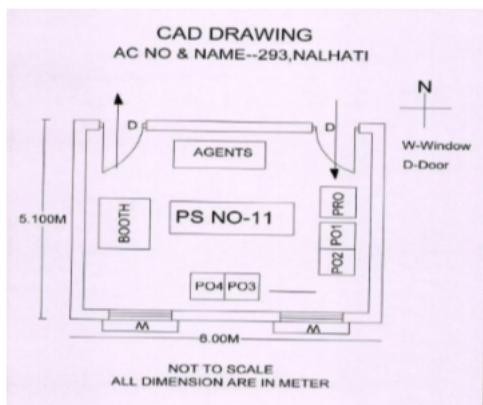 CAD DRAWING
AC NO & NAME--293,NALHATI
N
D
D
W-Window
D-Door
AGENTS
5.100M
BOOTH
PS NO-11
PRO
PO1
PO2
PO4 PO3
W
W
6.00M
NOT TO SCALE
ALL DIMENSION ARE IN METER